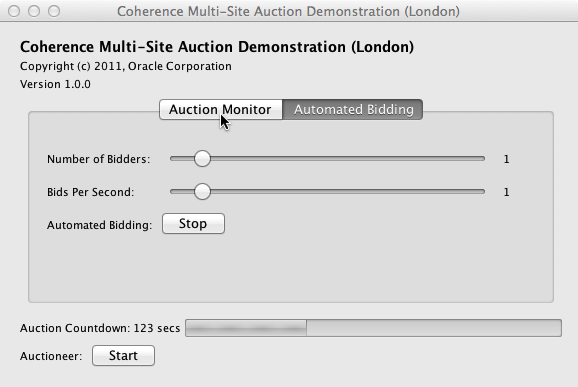 Coherence Multi-Site Auction Demonstration (London)
Coherence Multi-Site Auction Demonstration (London)
Copyright (c) 2011, Oracle Corporation
Version 1.0.0
Auction Monitor Automated Bidding
Number of Bidders: 1
Bids Per Second: 1
Automated Bidding: Stop
Auction Countdown: 123 secs
Auctioneer: Start